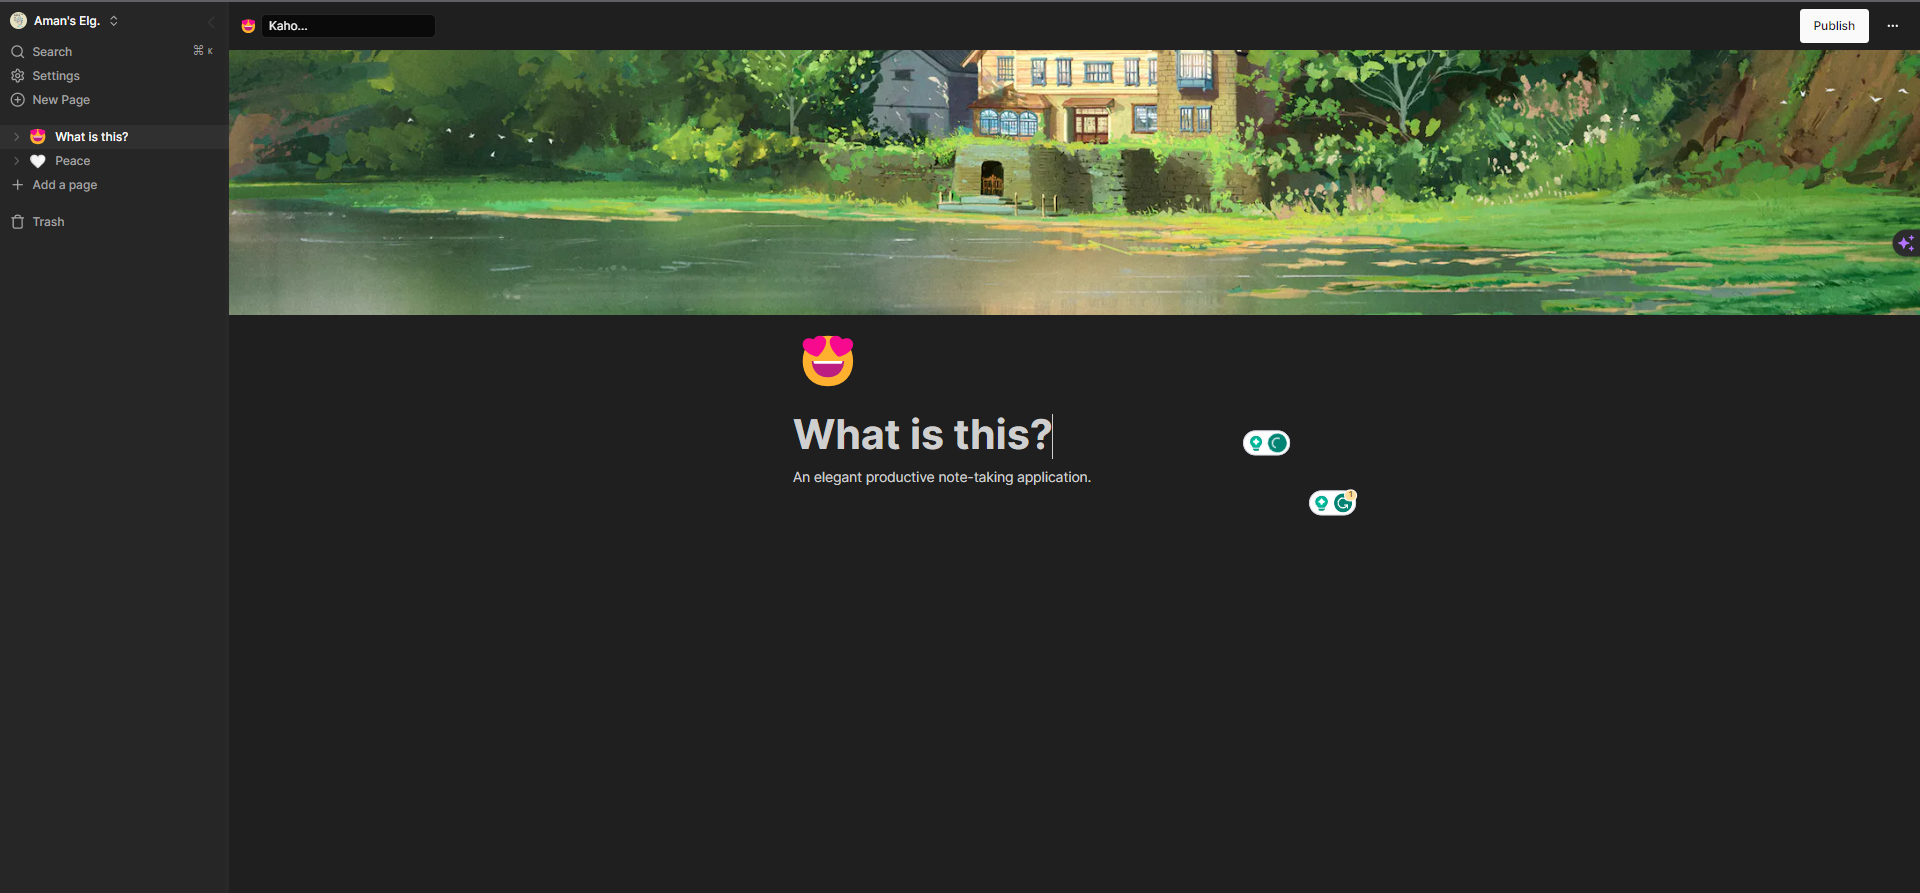 Aman's Elg.
Search ⌘ K
Settings
New Page
What is this?
Peace
Add a page
Trash
Kaho...
Publish
What is this?
An elegant productive note-taking application.
1